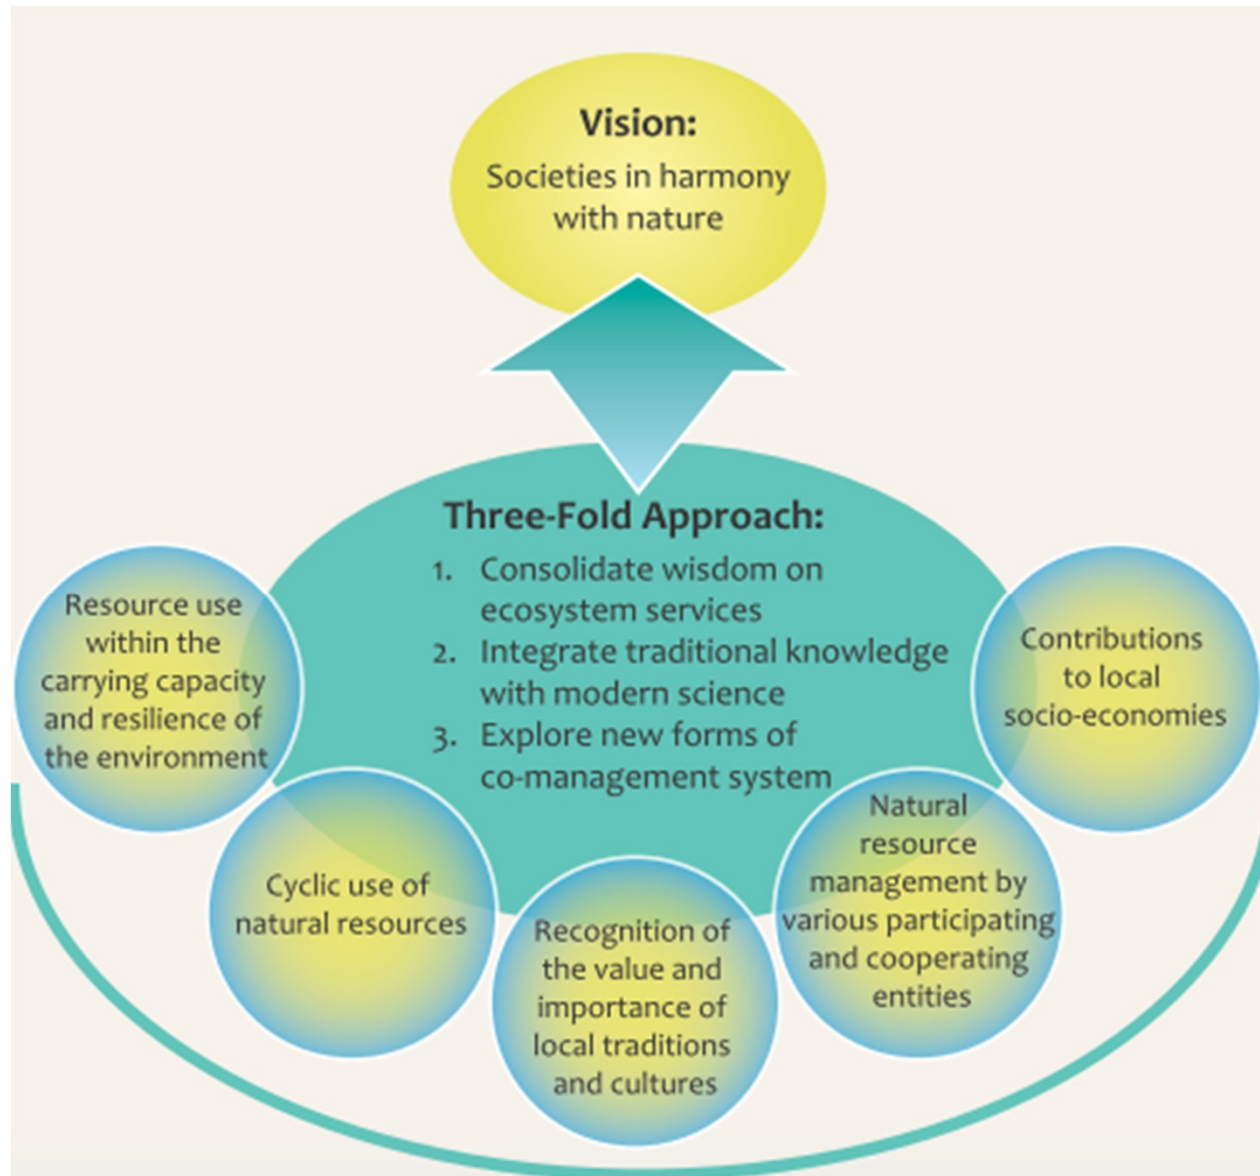 Vision:
Societies in harmony
with nature
Three-Fold Approach:
1. Consolidate wisdom on
ecosystem services
2. Integrate traditional knowledge
with modern science
3. Explore new forms of
co-management system
Resource use
within the
carrying capacity
and resilience of
the environment
Cyclic use of
natural resources
Recognition of
the value and
importance of
local traditions
and cultures
Natural
resource
management by
various participating
and cooperating
entities
Contributions
to local
socio-economies